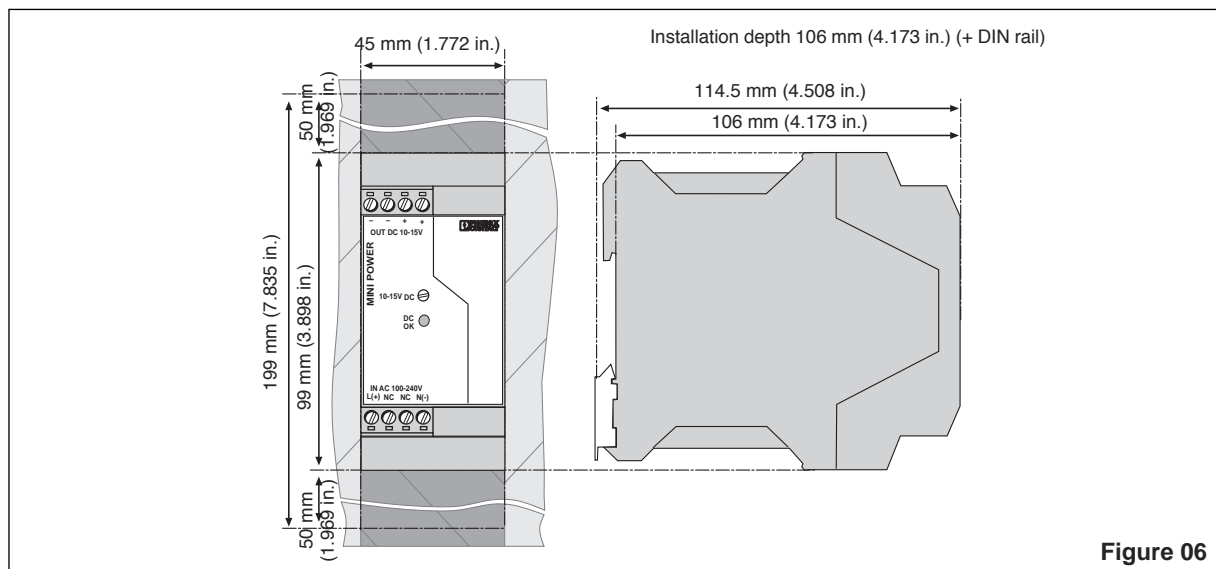 45 mm (1.772 in.)
Installation depth 106 mm (4.173 in.) (+ DIN rail)
114.5 mm (4.508 in.)
106 mm (4.173 in.)
50 mm
(1.969 in.)
199 mm (7.835 in.)
99 mm (3.898 in.)
– – + +
OUT DC 10-15V
MINI POWER
10-15V DC
DC
OK
IN AC 100-240V
L(+) NC NC N(-)
50 mm
(1.969 in.)
Figure 06